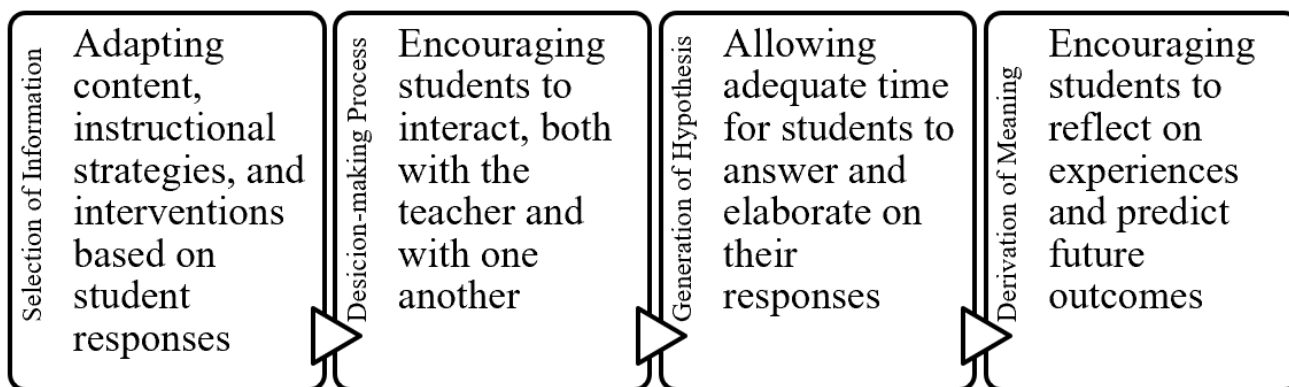 Selection of Information
Adapting
content,
instructional
strategies, and
interventions
based on
student
responses
Desicion-making Process
Encouraging
students to
interact, both
with the
teacher and
with one
another
Generation of Hypothesis
Allowing
adequate time
for students to
answer and
elaborate on
their
responses
Derivation of Meaning
Encouraging
students to
reflect on
experiences
and predict
future
outcomes